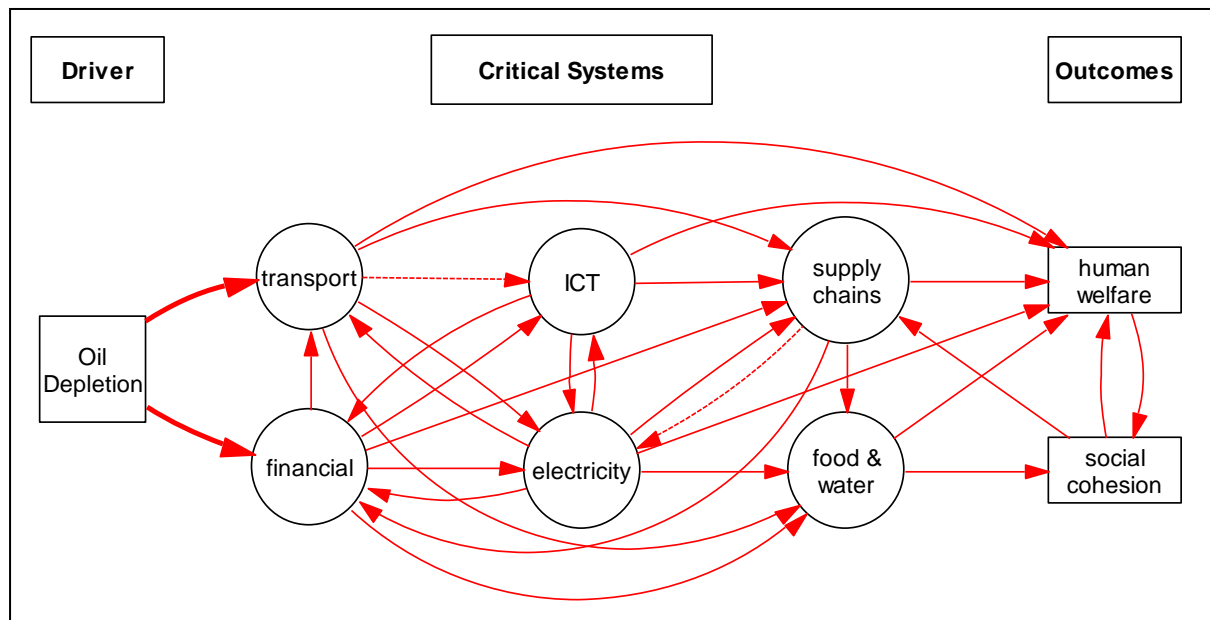 Driver
Critical Systems
Outcomes
transport
ICT
supply
chains
human
welfare
Oil
Depletion
financial
electricity
food &
water
social
cohesion